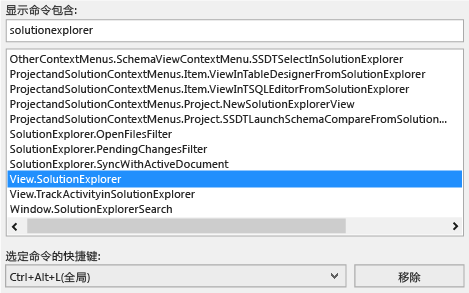 显示命令包含:
solutionexplorer
OtherContextMenus.SchemaViewContextMenu.SSDTSelectInSolutionExplorer
ProjectandSolutionContextMenus.Item.ViewInTableDesignerFromSolutionExplorer
ProjectandSolutionContextMenus.Item.ViewInTSQLEditorFromSolutionExplorer
ProjectandSolutionContextMenus.Project.NewSolutionExplorerView
ProjectandSolutionContextMenus.Project.SSDTLaunchSchemaCompareFromSolution...
SolutionExplorer.OpenFilesFilter
SolutionExplorer.PendingChangesFilter
SolutionExplorer.SyncWithActiveDocument
View.SolutionExplorer
View.TrackActivityinSolutionExplorer
Window.SolutionExplorerSearch
选定命令的快捷键:
Ctrl+Alt+L(全局)
移除